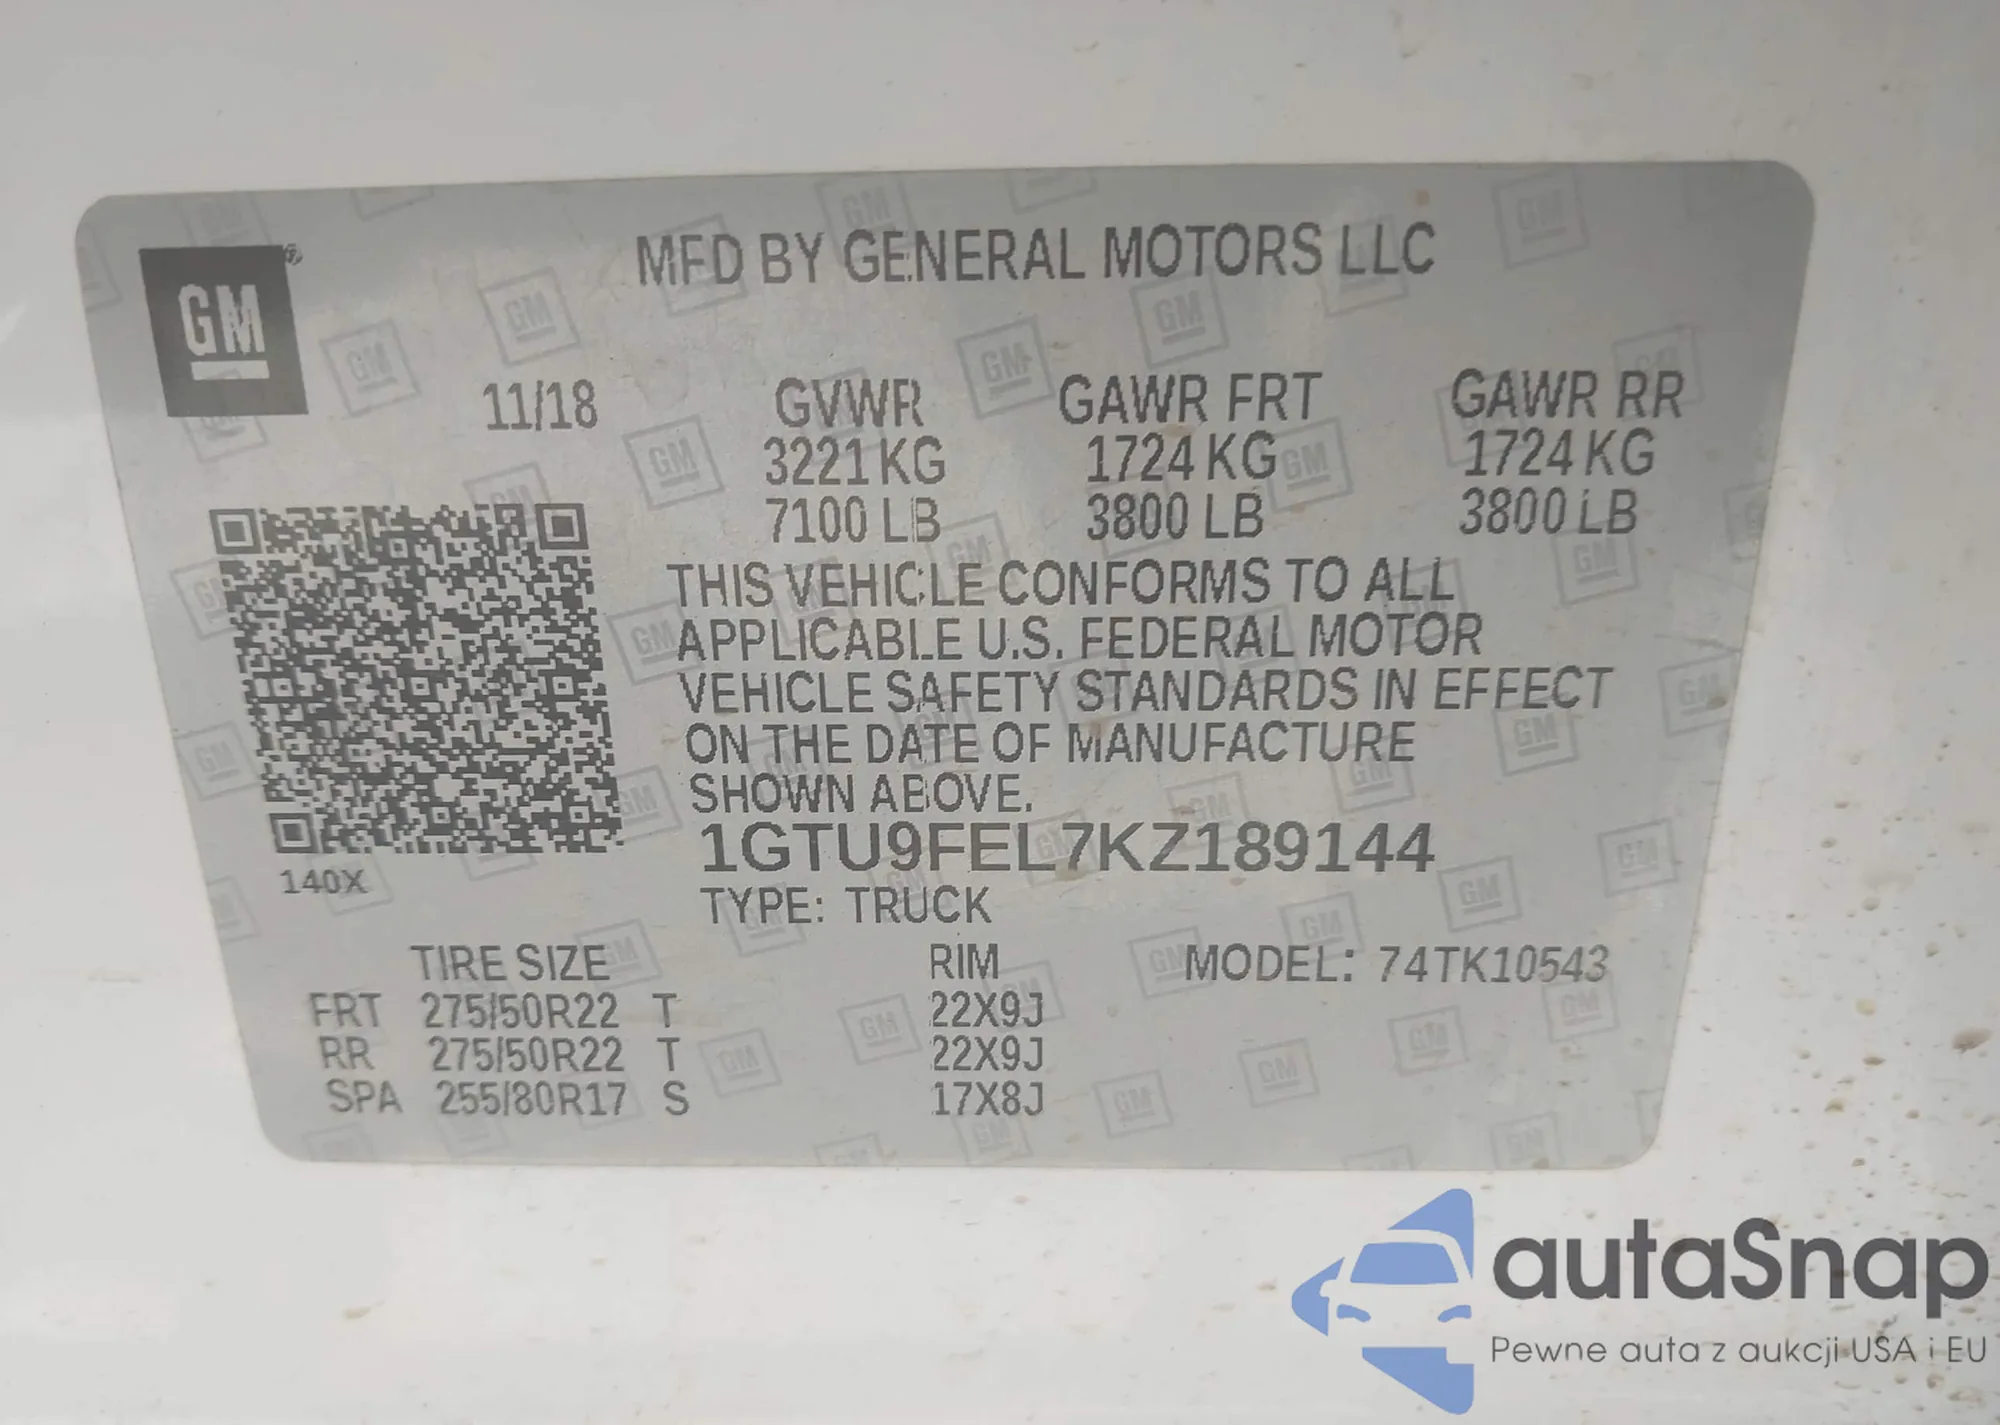 GM ®
MFD BY GENERAL MOTORS LLC
11/18 GVWR GAWR FRT GAWR RR
3221 KG 1724 KG 1724 KG
7100 LB 3800 LB 3800 LB
THIS VEHICLE CONFORMS TO ALL
APPLICABLE U.S. FEDERAL MOTOR
VEHICLE SAFETY STANDARDS IN EFFECT
ON THE DATE OF MANUFACTURE
SHOWN ABOVE.
1GTU9FEL7KZ189144
140X
TYPE: TRUCK
TIRE SIZE RIM MODEL: 74TK10543
FRT 275/50R22 T 22X9J
RR 275/50R22 T 22X9J
SPA 255/80R17 S 17X8J
autaSnap
Pewne auta z aukcji USA i EU